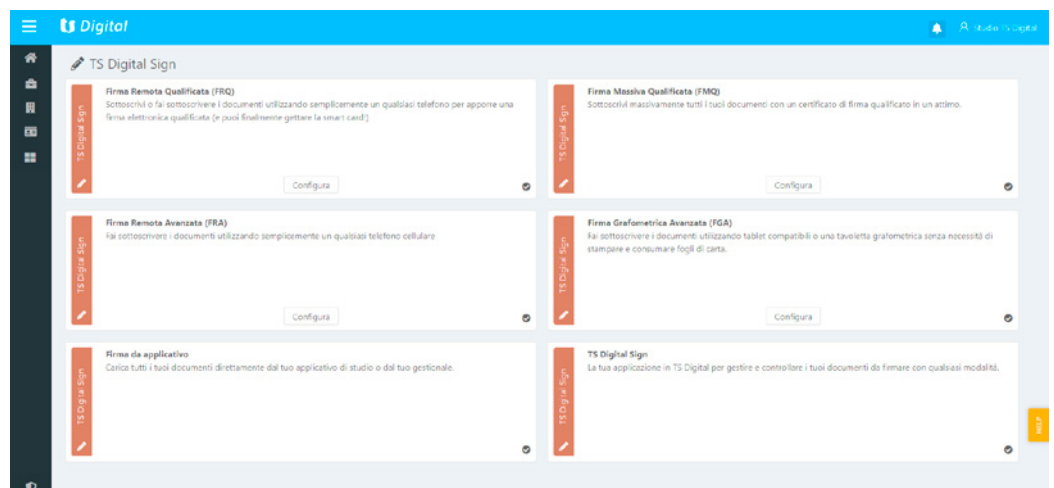 Digital
Studio TS Digital
TS Digital Sign
TS Digital Sign
Firma Remota Qualificata (FRQ)
Sottoscrivi o fai sottoscrivere i documenti utilizzando semplicemente un qualsiasi telefono per apporre una
firma elettronica qualificata (e puoi finalmente gettare la smart card!)
Configura
TS Digital Sign
Firma Massiva Qualificata (FMQ)
Sottoscrivi massivamente tutti i tuoi documenti con un certificato di firma qualificato in un attimo.
Configura
TS Digital Sign
Firma Remota Avanzata (FRA)
Fai sottoscrivere i documenti utilizzando semplicemente un qualsiasi telefono cellulare
Configura
TS Digital Sign
Firma Grafometrica Avanzata (FGA)
Fai sottoscrivere i documenti utilizzando tablet compatibili o una tavoletta grafometrica senza necessità di
stampare e consumare fogli di carta.
Configura
TS Digital Sign
Firma da applicativo
Carica tutti i tuoi documenti direttamente dal tuo applicativo di studio o dal tuo gestionale.
TS Digital Sign
TS Digital Sign
La tua applicazione in TS Digital per gestire e controllare i tuoi documenti da firmare con qualsiasi modalità.
HELP